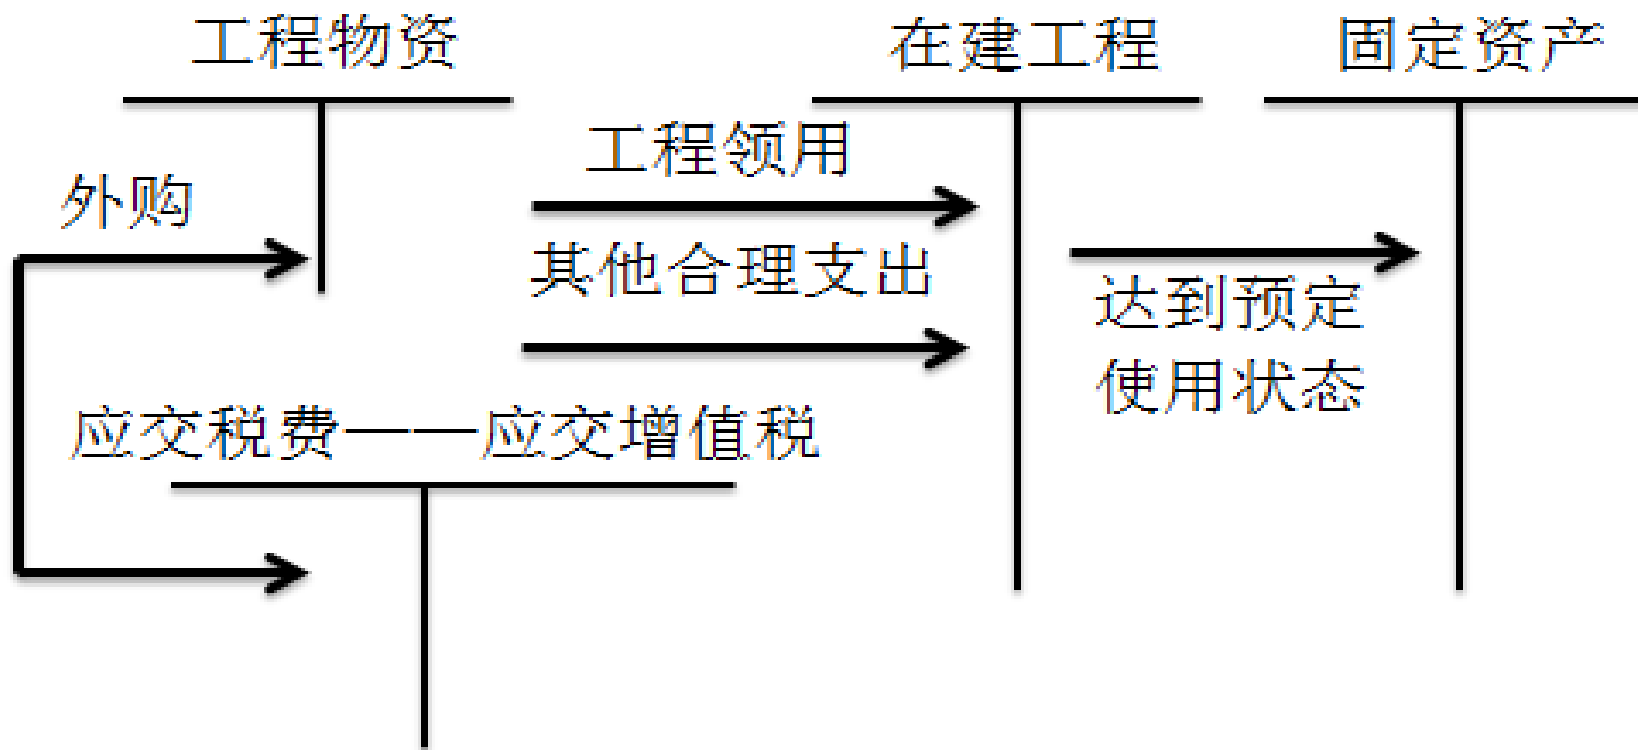 工程物资
在建工程
固定资产
工程领用
外购
其他合理支出
达到预定
使用状态
应交税费——应交增值税